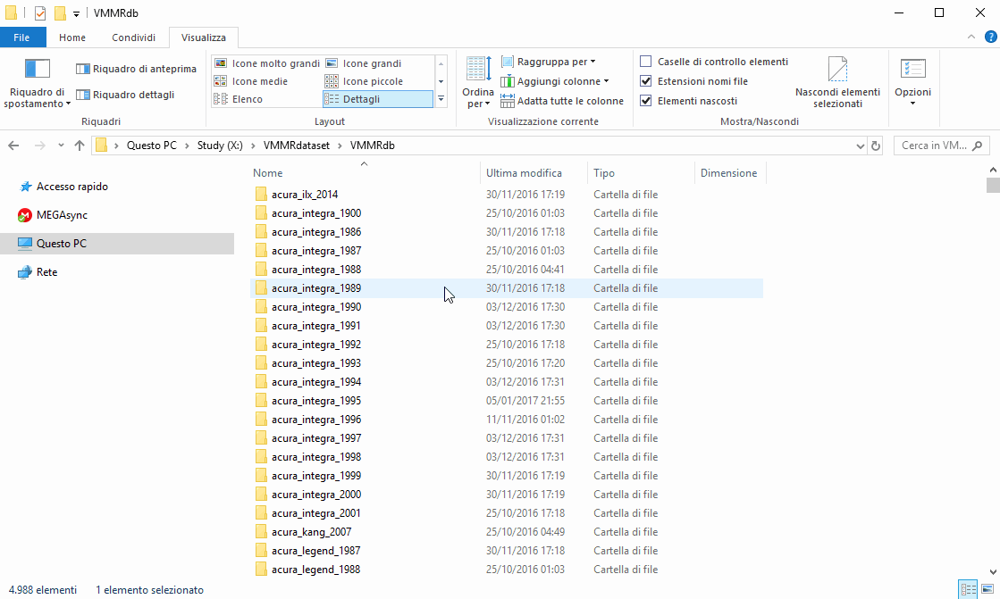 VMMRdb
File Home Condividi Visualizza
Riquadro di spostamento
Riquadro di anteprima
Riquadro dettagli
Riquadri
Icone molto grandi Icone grandi
Icone medie Icone piccole
Elenco Dettagli
Layout
Ordina per
Raggruppa per
Aggiungi colonne
Adatta tutte le colonne
Visualizzazione corrente
Caselle di controllo elementi
Estensioni nomi file
Elementi nascosti
Nascondi elementi selezionati
Mostra/Nascondi
Opzioni
Questo PC Study (X:) VMMRdataset VMMRdb
Cerca in VM...
Accesso rapido
MEGAsync
Questo PC
Rete
Nome Ultima modifica Tipo Dimensione
acura_ilx_2014 30/11/2016 17:19 Cartella di file
acura_integra_1900 25/10/2016 01:03 Cartella di file
acura_integra_1986 30/11/2016 17:18 Cartella di file
acura_integra_1987 25/10/2016 01:03 Cartella di file
acura_integra_1988 25/10/2016 04:41 Cartella di file
acura_integra_1989 30/11/2016 17:18 Cartella di file
acura_integra_1990 03/12/2016 17:30 Cartella di file
acura_integra_1991 03/12/2016 17:30 Cartella di file
acura_integra_1992 25/10/2016 17:18 Cartella di file
acura_integra_1993 25/10/2016 17:20 Cartella di file
acura_integra_1994 03/12/2016 17:31 Cartella di file
acura_integra_1995 05/01/2017 21:55 Cartella di file
acura_integra_1996 11/11/2016 01:02 Cartella di file
acura_integra_1997 03/12/2016 17:31 Cartella di file
acura_integra_1998 03/12/2016 17:31 Cartella di file
acura_integra_1999 30/11/2016 17:19 Cartella di file
acura_integra_2000 30/11/2016 17:19 Cartella di file
acura_integra_2001 25/10/2016 17:18 Cartella di file
acura_kang_2007 25/10/2016 04:49 Cartella di file
acura_legend_1987 30/11/2016 17:18 Cartella di file
acura_legend_1988 25/10/2016 01:03 Cartella di file
4.988 elementi 1 elemento selezionato